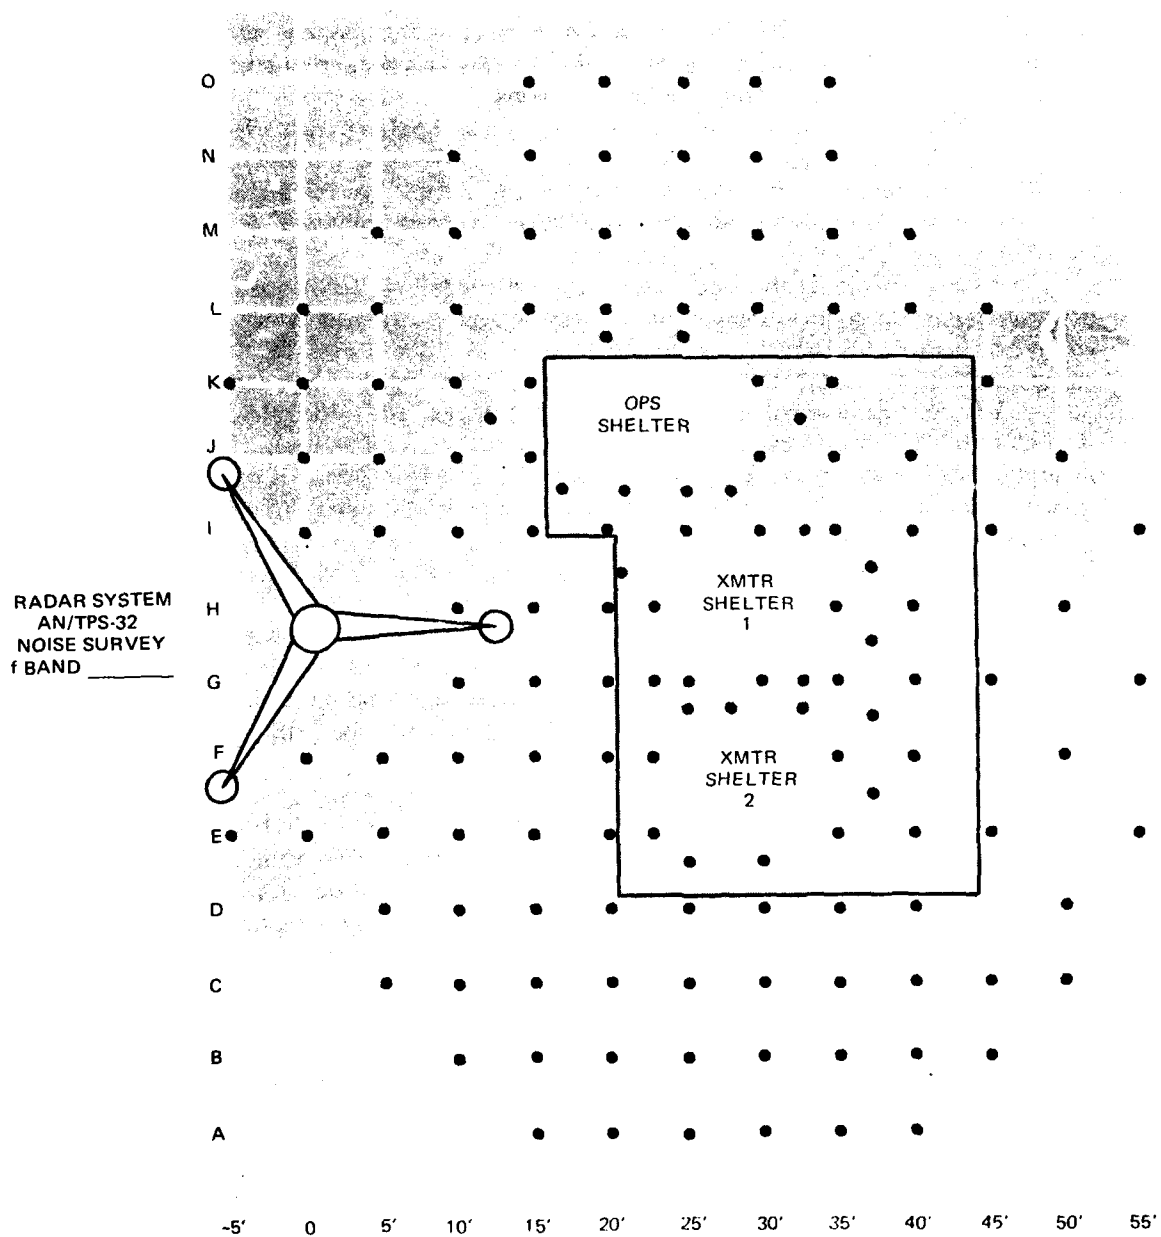 O
N
M
L
K
OPS
SHELTER
J
I
XMTR
SHELTER
1
H
RADAR SYSTEM
AN/TPS-32
NOISE SURVEY
f BAND ________
G
F
XMTR
SHELTER
2
E
D
C
B
A
-5' 0 5' 10' 15' 20' 25' 30' 35' 40' 45' 50' 55'